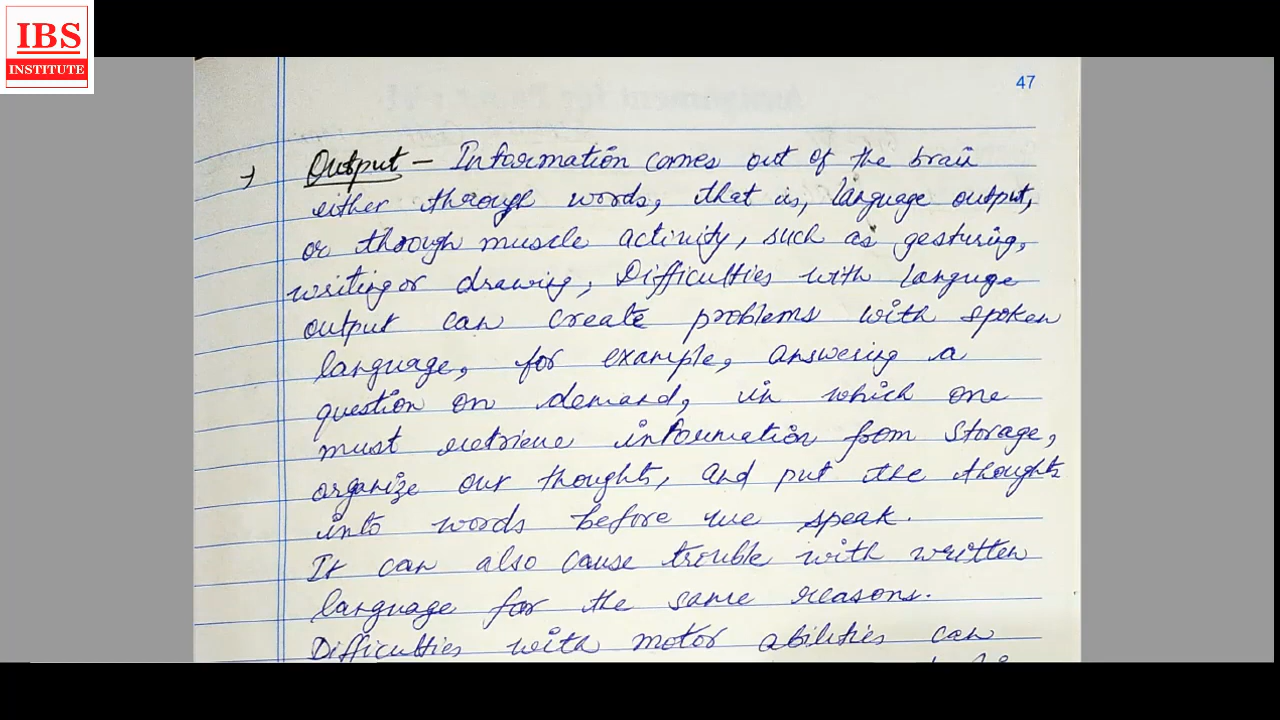 IBS
INSTITUTE
47
→ Output – Information comes out of the brain
either through words, that is, language output,
or through muscle activity, such as gesturing,
writing or drawing, Difficulties with language
output can create problems with spoken
language, for example, answering a
question on demand, in which one
must retrieve information from storage,
organize our thoughts, and put the thoughts
into words before we speak.
It can also cause trouble with written
language for the same reasons.
Difficulties with motor abilities can